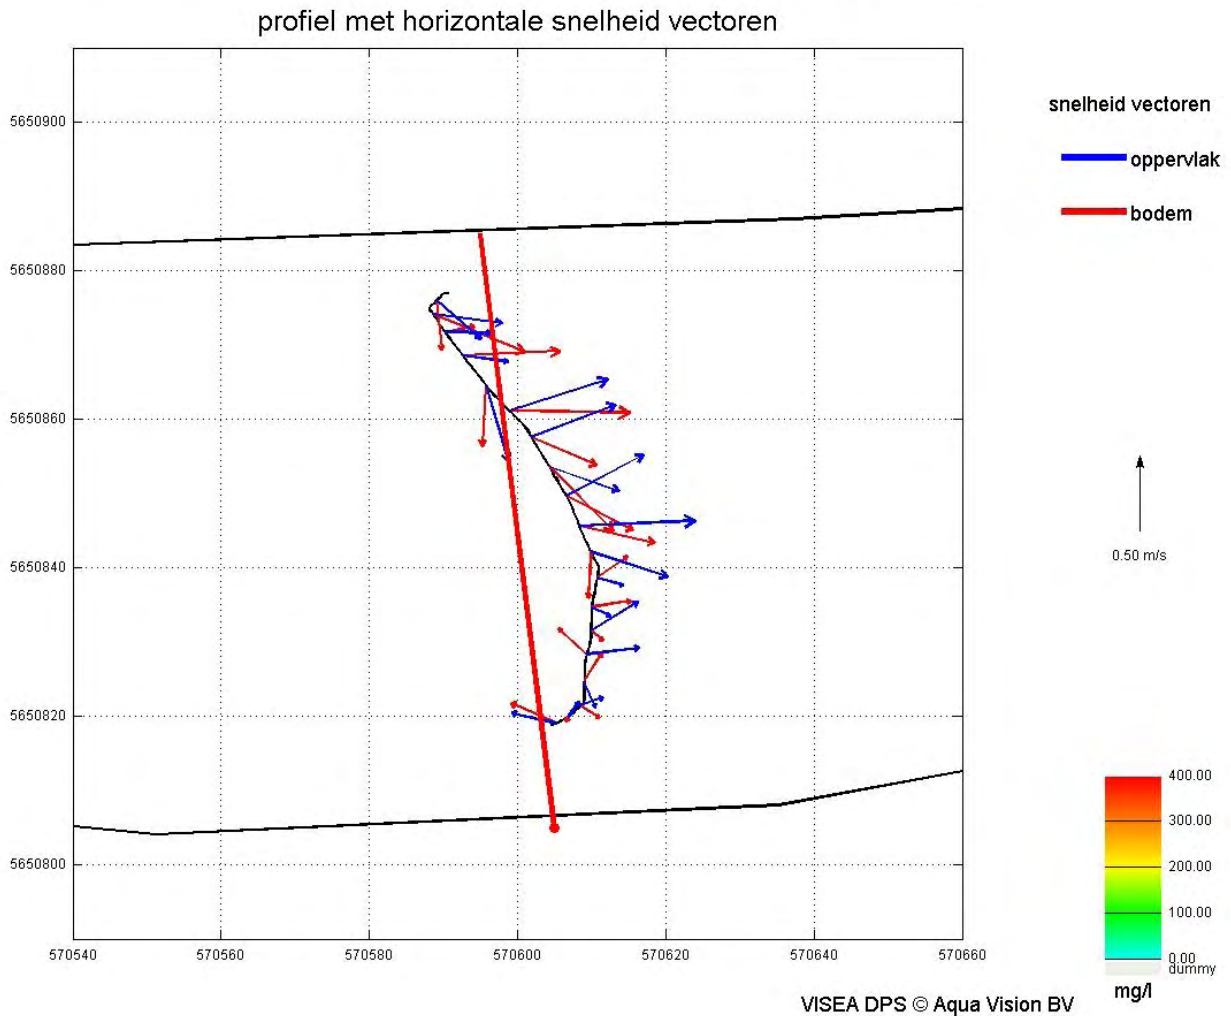 profiel met horizontale snelheid vectoren
snelheid vectoren
oppervlak
bodem
5650900
5650880
5650860
5650840
5650820
5650800
0.50 m/s
400.00
300.00
200.00
100.00
0.00
dummy
mg/l
570540 570560 570580 570600 570620 570640 570660
VISEA DPS © Aqua Vision BV